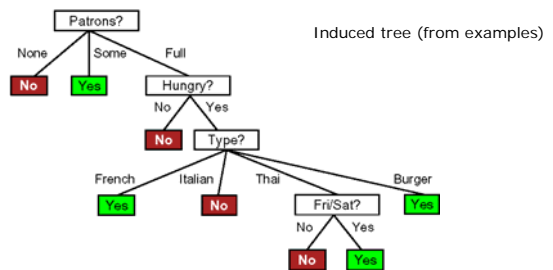 Patrons?
Induced tree (from examples)
None Some Full
No Yes Hungry?
No Yes
No Type?
French Italian Thai Burger
Yes No Fri/Sat? Yes
No Yes
No Yes